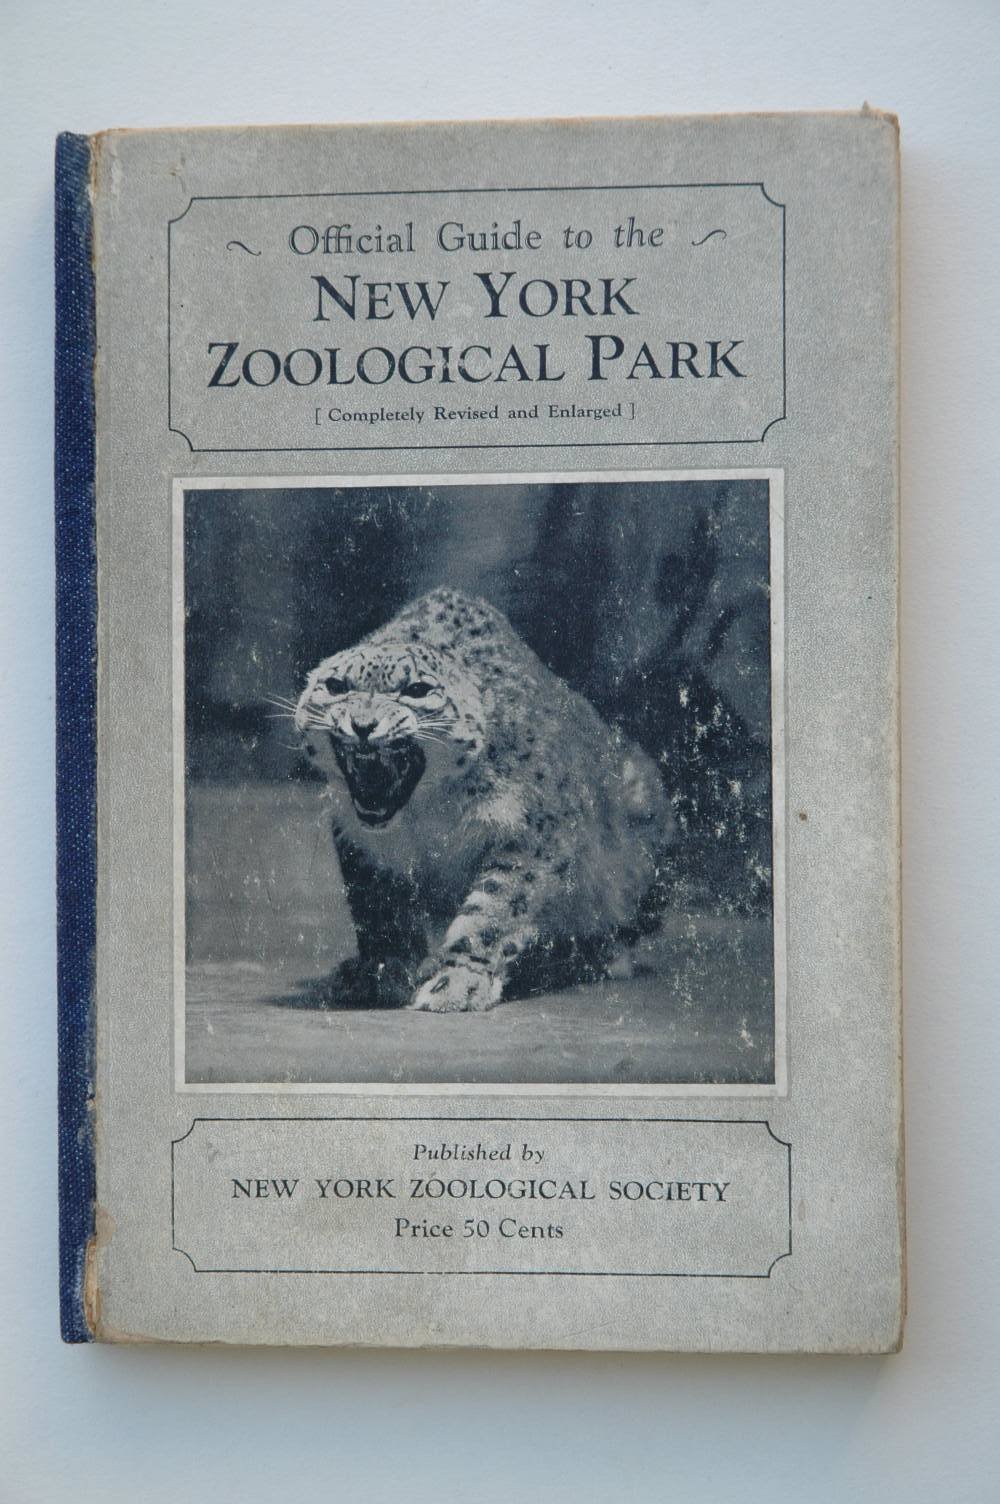 Official Guide to the
NEW YORK
ZOOLOGICAL PARK
[ Completely Revised and Enlarged ]
Published by
NEW YORK ZOOLOGICAL SOCIETY
Price 50 Cents